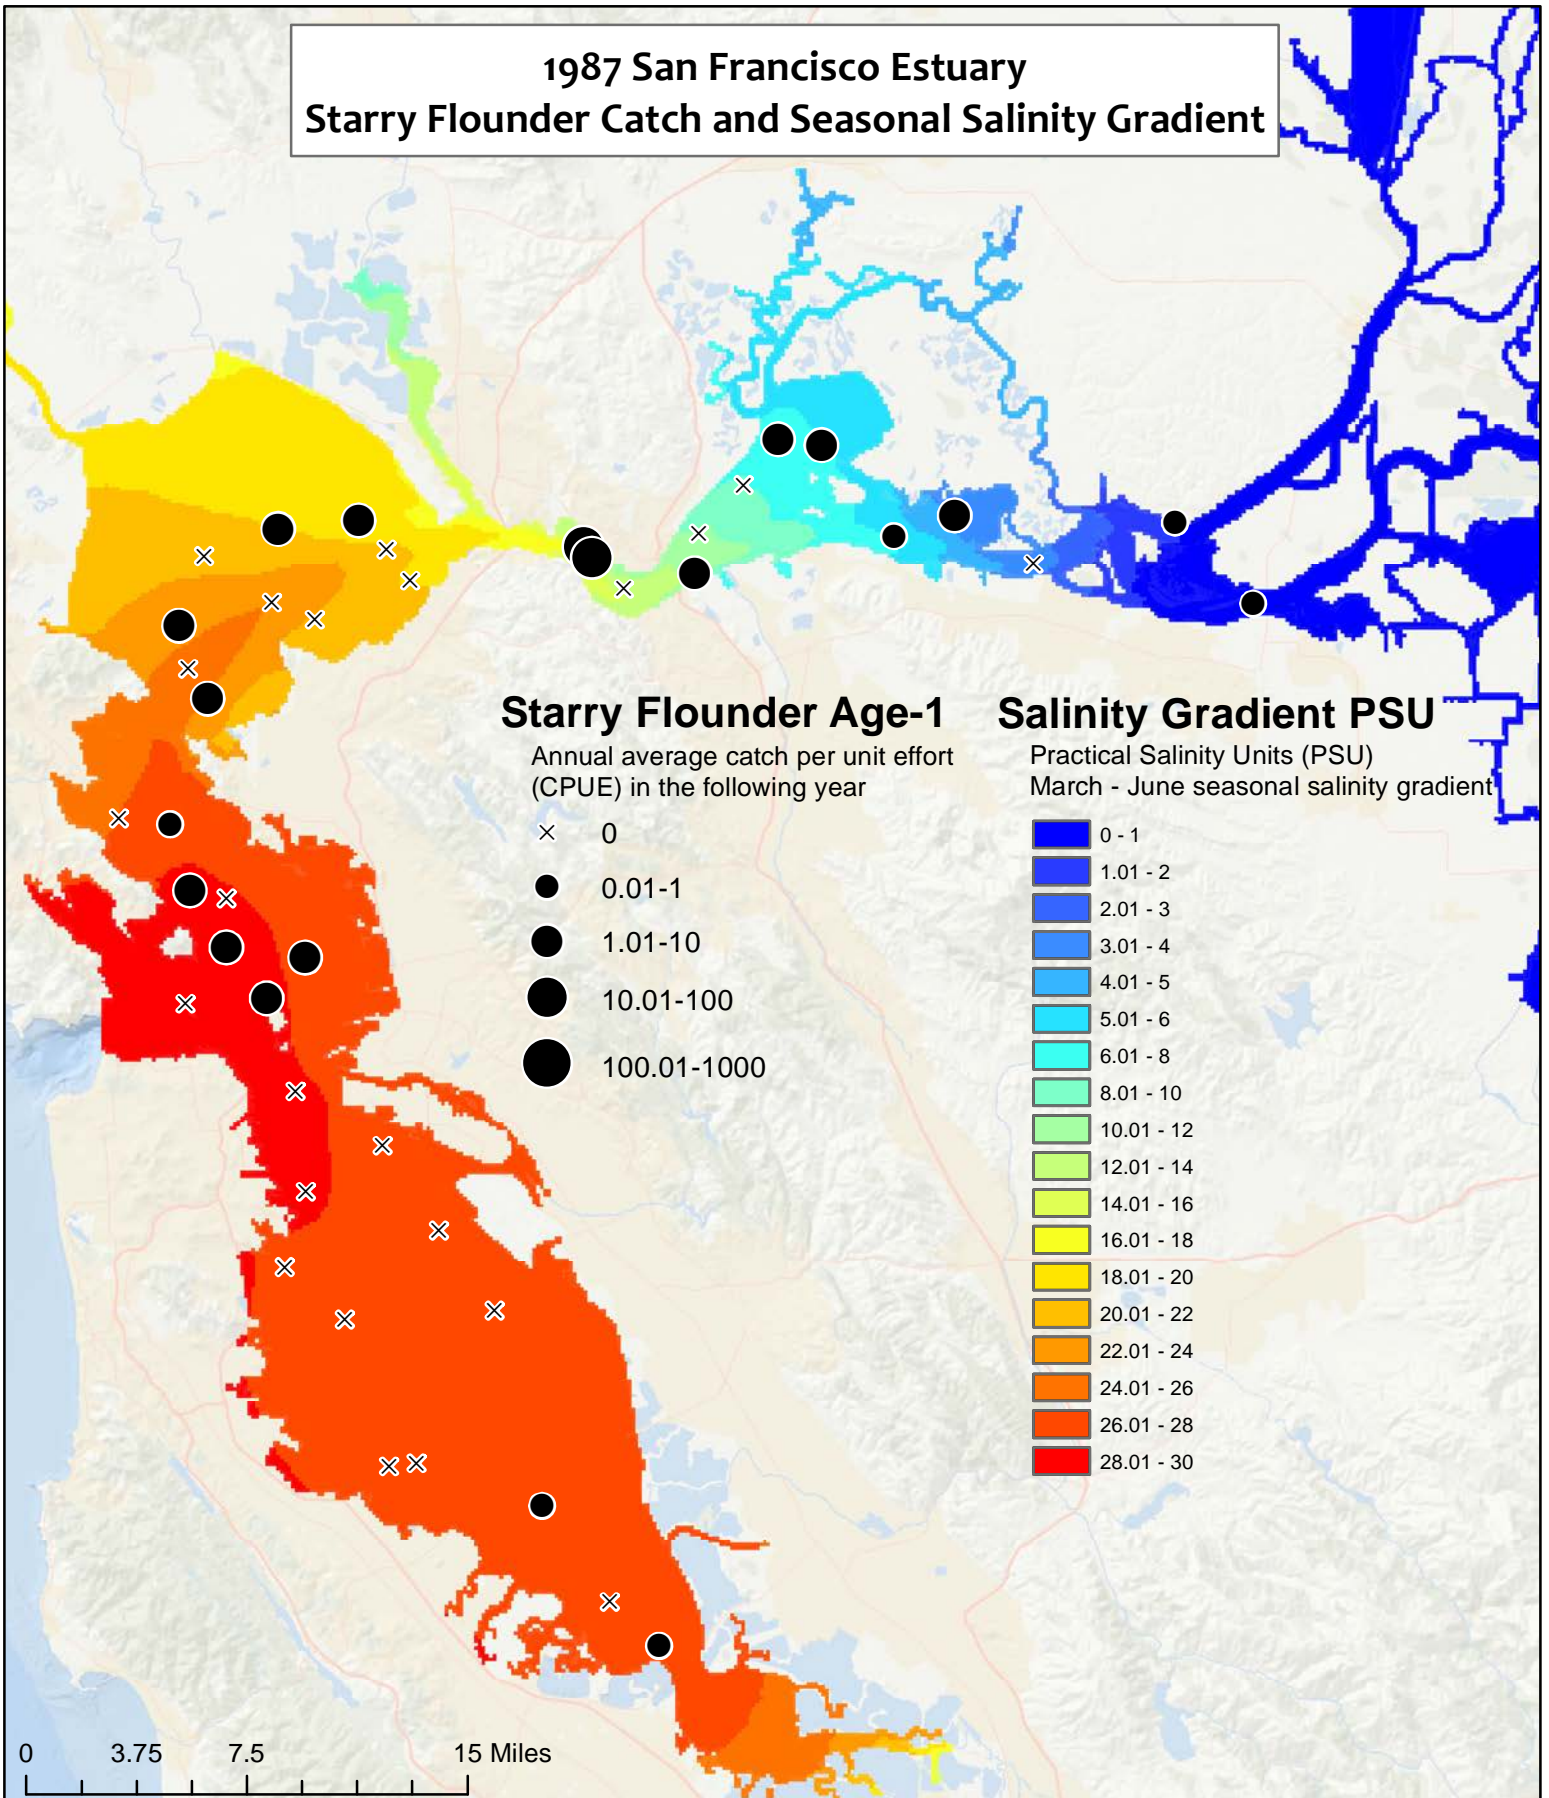 1987 San Francisco Estuary
Starry Flounder Catch and Seasonal Salinity Gradient
Starry Flounder Age-1
Annual average catch per unit effort
(CPUE) in the following year
0
0.01-1
1.01-10
10.01-100
100.01-1000
Salinity Gradient PSU
Practical Salinity Units (PSU)
March - June seasonal salinity gradient
0 - 1
1.01 - 2
2.01 - 3
3.01 - 4
4.01 - 5
5.01 - 6
6.01 - 8
8.01 - 10
10.01 - 12
12.01 - 14
14.01 - 16
16.01 - 18
18.01 - 20
20.01 - 22
22.01 - 24
24.01 - 26
26.01 - 28
28.01 - 30
0 3.75 7.5 15 Miles